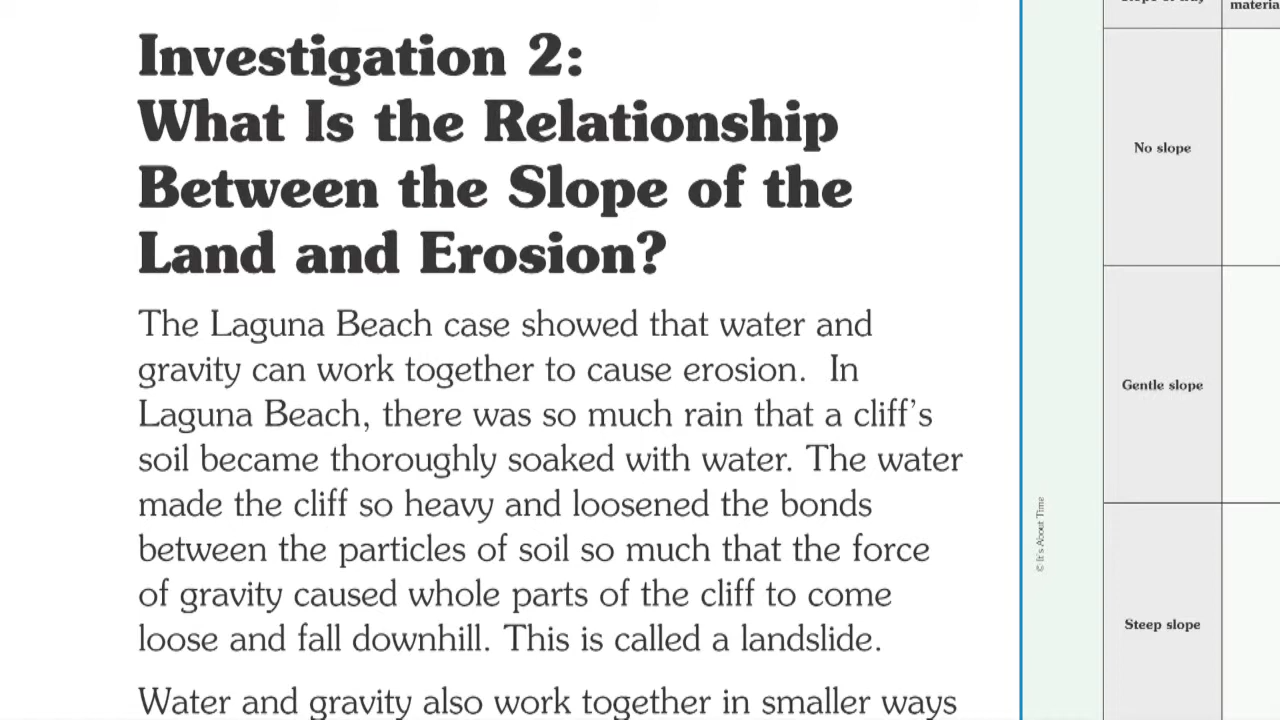 Investigation 2:
What Is the Relationship
Between the Slope of the
Land and Erosion?
The Laguna Beach case showed that water and
gravity can work together to cause erosion.  In
Laguna Beach, there was so much rain that a cliff’s
soil became thoroughly soaked with water. The water
made the cliff so heavy and loosened the bonds
between the particles of soil so much that the force
of gravity caused whole parts of the cliff to come
loose and fall downhill. This is called a landslide.
Water and gravity also work together in smaller ways
© It's About Time
No slope
Gentle slope
Steep slope